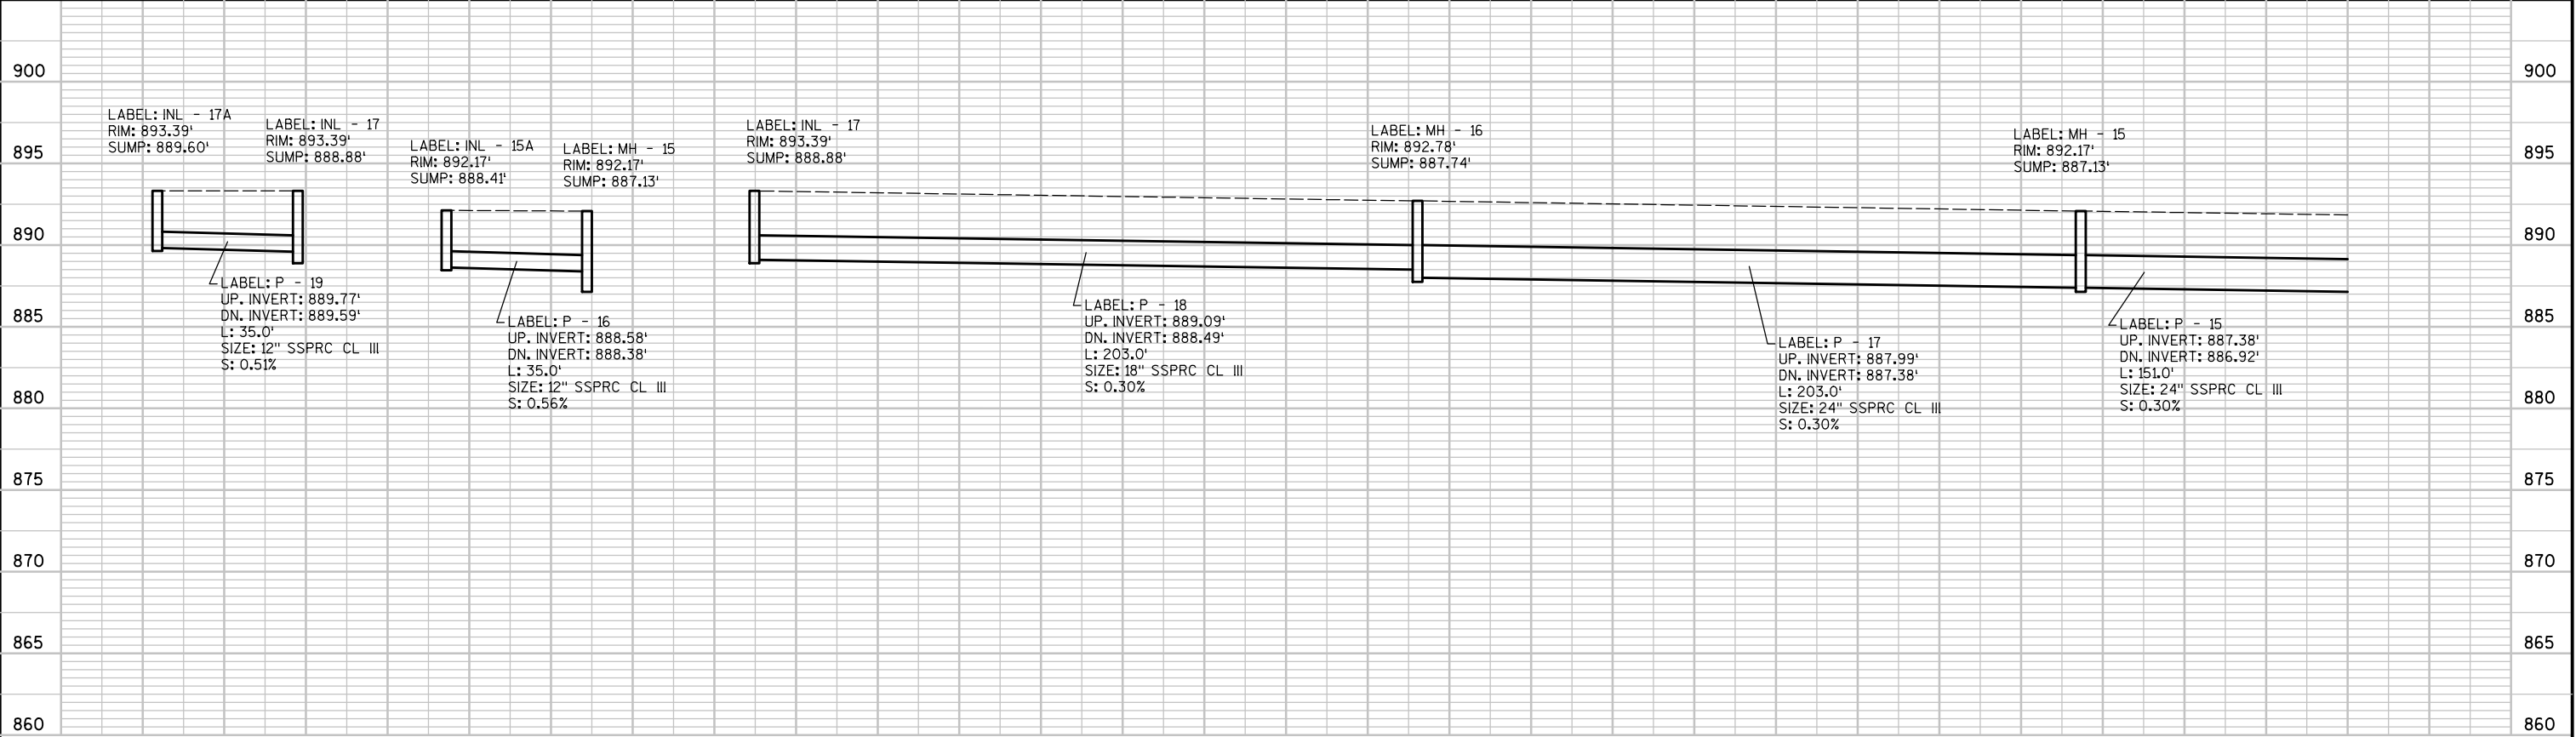 900
895
890
885
880
875
870
865
860
LABEL: INL - 17A
RIM: 893.39'
SUMP: 889.60'
LABEL: INL - 17
RIM: 893.39'
SUMP: 888.88'
LABEL: P - 19
UP. INVERT: 889.77'
DN. INVERT: 889.59'
L: 35.0'
SIZE: 12" SSPRC CL III
S: 0.51%
LABEL: INL - 15A
RIM: 892.17'
SUMP: 888.41'
LABEL: MH - 15
RIM: 892.17'
SUMP: 887.13'
LABEL: P - 16
UP. INVERT: 888.58'
DN. INVERT: 888.38'
L: 35.0'
SIZE: 12" SSPRC CL III
S: 0.56%
LABEL: INL - 17
RIM: 893.39'
SUMP: 888.88'
LABEL: P - 18
UP. INVERT: 889.09'
DN. INVERT: 888.49'
L: 203.0'
SIZE: 18" SSPRC CL III
S: 0.30%
LABEL: MH - 16
RIM: 892.78'
SUMP: 887.74'
LABEL: P - 17
UP. INVERT: 887.99'
DN. INVERT: 887.38'
L: 203.0'
SIZE: 24" SSPRC CL III
S: 0.30%
LABEL: MH - 15
RIM: 892.17'
SUMP: 887.13'
LABEL: P - 15
UP. INVERT: 887.38'
DN. INVERT: 886.92'
L: 151.0'
SIZE: 24" SSPRC CL III
S: 0.30%
900
895
890
885
880
875
870
865
860